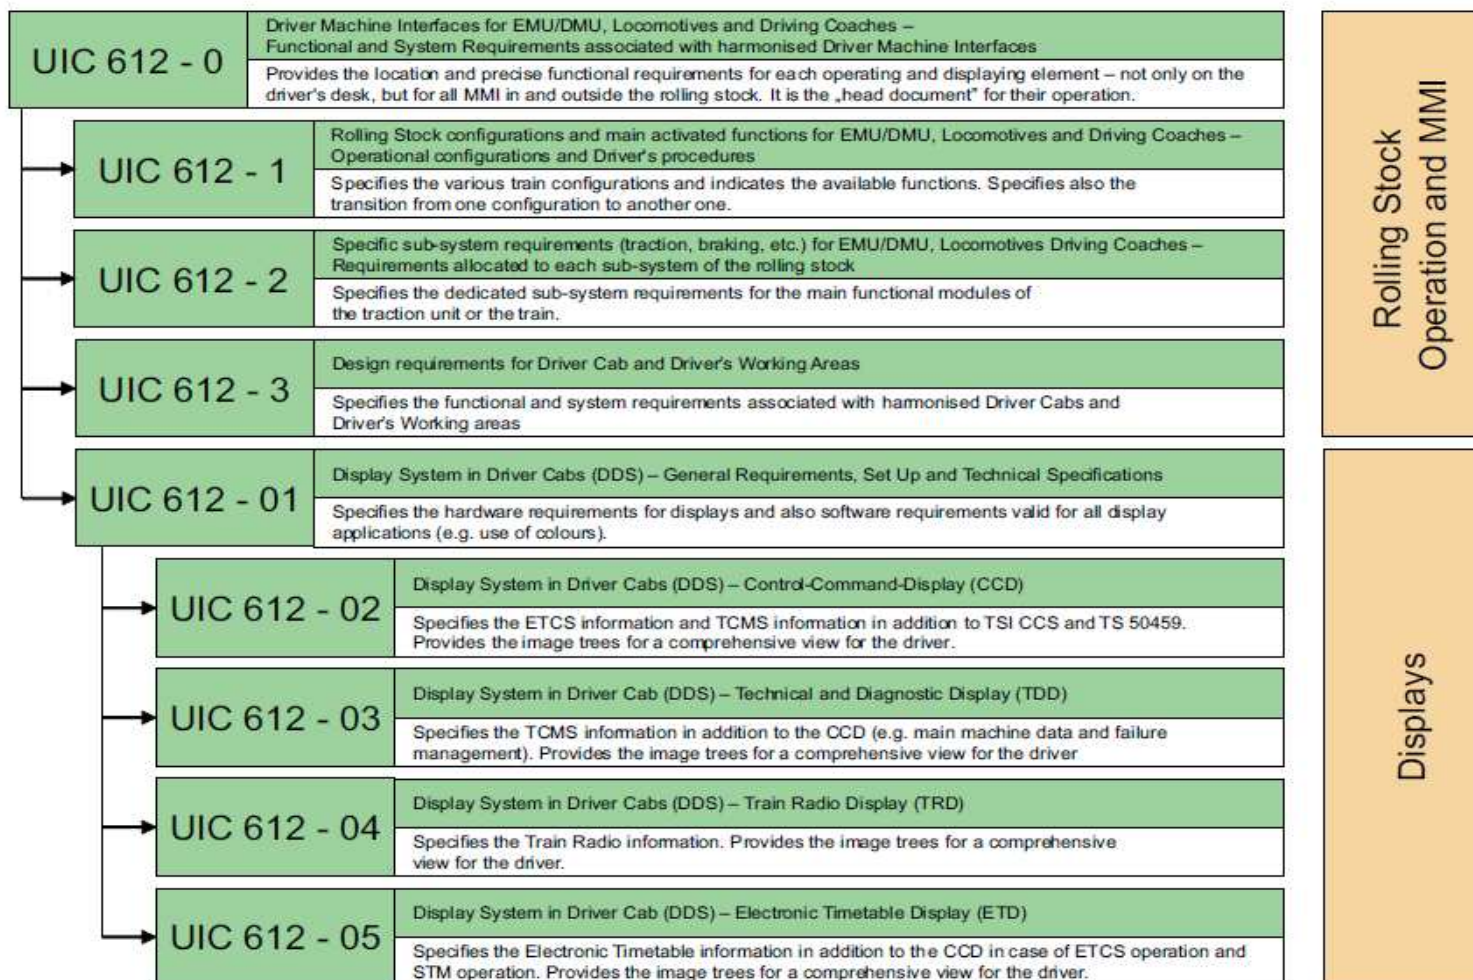 UIC 612 - 0
Driver Machine Interfaces for EMU/DMU, Locomotives and Driving Coaches –
Functional and System Requirements associated with harmonised Driver Machine Interfaces
Provides the location and precise functional requirements for each operating and displaying element – not only on the
driver's desk, but for all MMI in and outside the rolling stock. It is the „head document" for their operation.
UIC 612 - 1
Rolling Stock configurations and main activated functions for EMU/DMU, Locomotives and Driving Coaches –
Operational configurations and Driver's procedures
Specifies the various train configurations and indicates the available functions. Specifies also the
transition from one configuration to another one.
UIC 612 - 2
Specific sub-system requirements (traction, braking, etc.) for EMU/DMU, Locomotives Driving Coaches –
Requirements allocated to each sub-system of the rolling stock
Specifies the dedicated sub-system requirements for the main functional modules of
the traction unit or the train.
UIC 612 - 3
Design requirements for Driver Cab and Driver's Working Areas
Specifies the functional and system requirements associated with harmonised Driver Cabs and
Driver's Working areas
Rolling Stock
Operation and MMI
UIC 612 - 01
Display System in Driver Cabs (DDS) – General Requirements, Set Up and Technical Specifications
Specifies the hardware requirements for displays and also software requirements valid for all display
applications (e.g. use of colours).
UIC 612 - 02
Display System in Driver Cabs (DDS) – Control-Command-Display (CCD)
Specifies the ETCS information and TCMS information in addition to TSI CCS and TS 50459.
Provides the image trees for a comprehensive view for the driver.
UIC 612 - 03
Display System in Driver Cab (DDS) – Technical and Diagnostic Display (TDD)
Specifies the TCMS information in addition to the CCD (e.g. main machine data and failure
management). Provides the image trees for a comprehensive view for the driver
UIC 612 - 04
Display System in Driver Cabs (DDS) – Train Radio Display (TRD)
Specifies the Train Radio information. Provides the image trees for a comprehensive
view for the driver.
UIC 612 - 05
Display System in Driver Cab (DDS) – Electronic Timetable Display (ETD)
Specifies the Electronic Timetable information in addition to the CCD in case of ETCS operation and
STM operation. Provides the image trees for a comprehensive view for the driver.
Displays